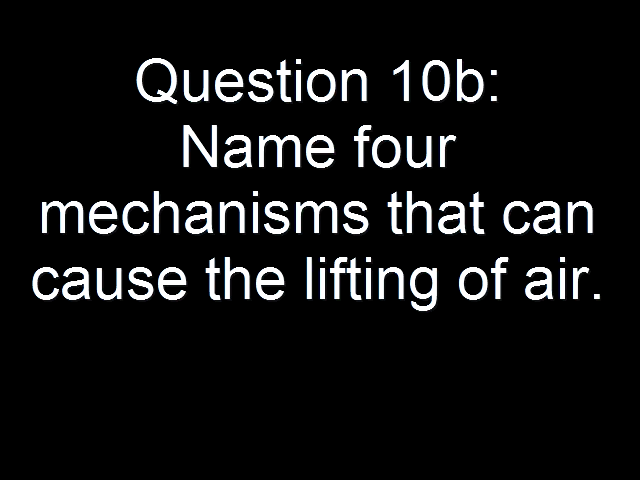 Question 10b:
Name four
mechanisms that can
cause the lifting of air.